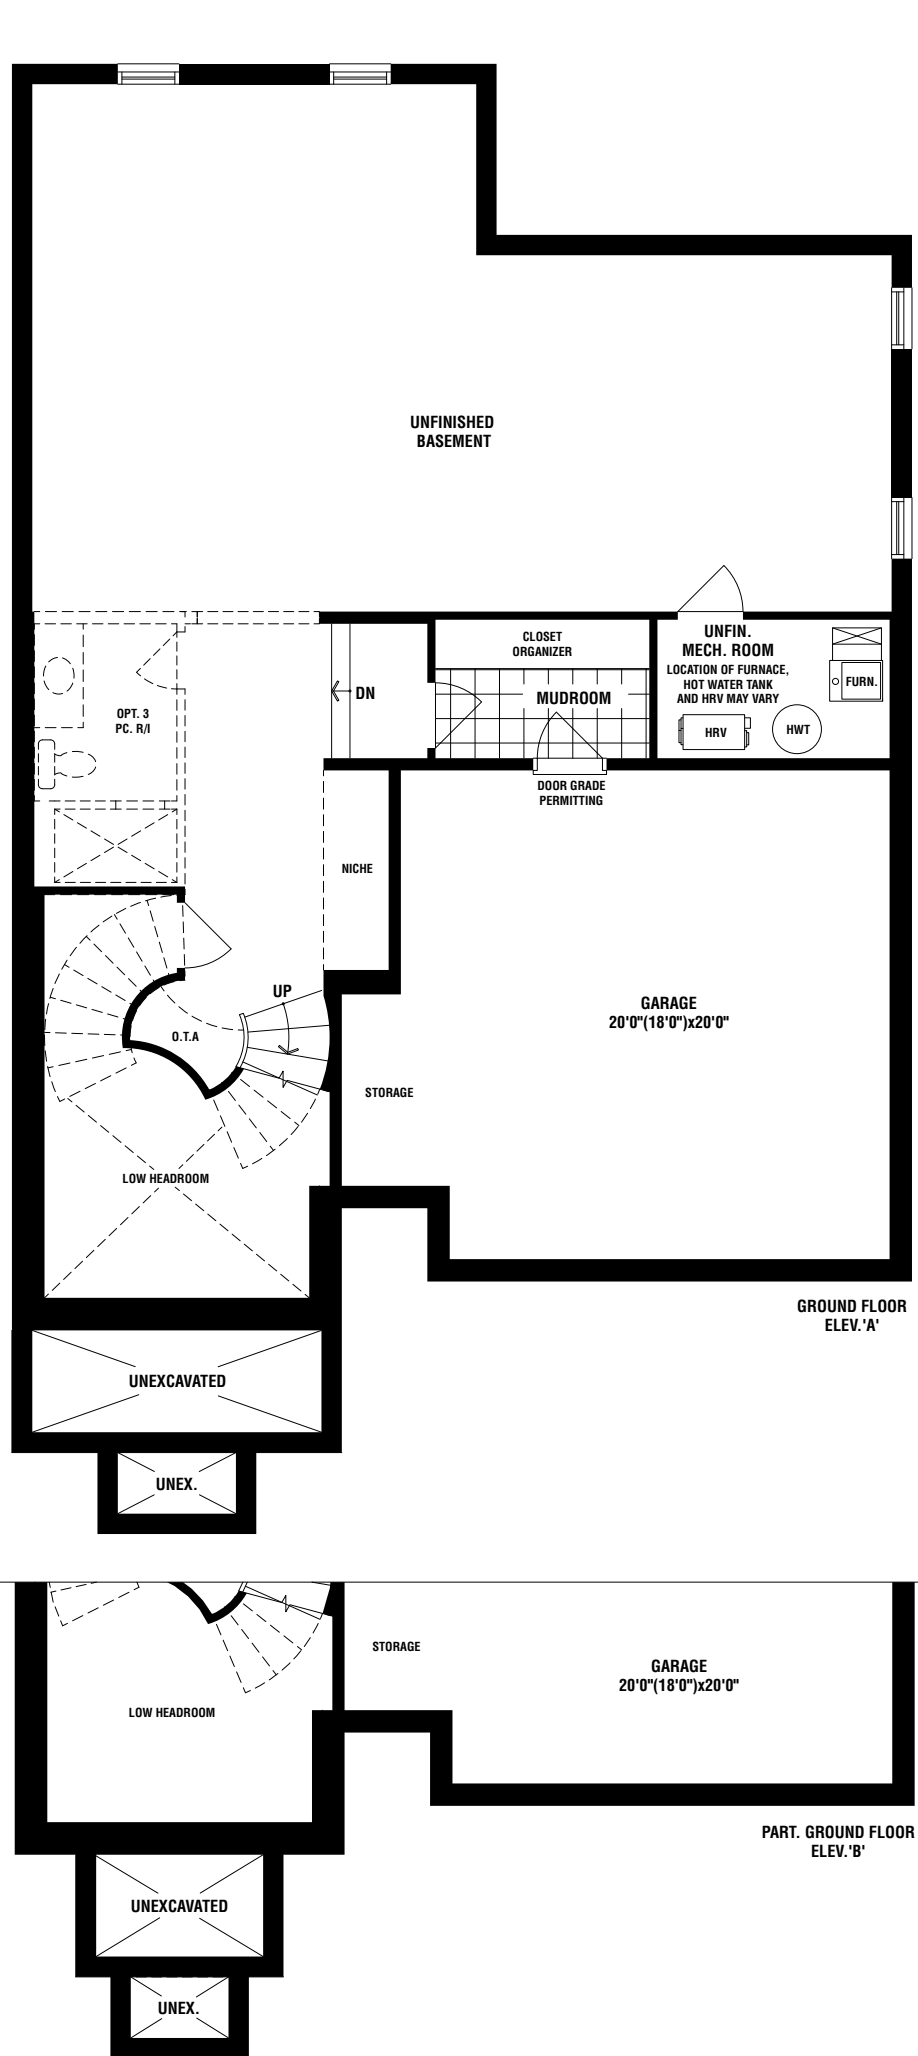 UNFINISHED
BASEMENT
CLOSET
ORGANIZER
UNFIN.
MECH. ROOM
LOCATION OF FURNACE,
HOT WATER TANK
AND HRV MAY VARY
FURN.
DN
MUDROOM
OPT. 3
PC. R/I
HRV
HWT
DOOR GRADE
PERMITTING
NICHE
UP
GARAGE
20'0"(18'0")x20'0"
O.T.A
STORAGE
LOW HEADROOM
GROUND FLOOR
ELEV.'A'
UNEXCAVATED
UNEX.
STORAGE
GARAGE
20'0"(18'0")x20'0"
LOW HEADROOM
PART. GROUND FLOOR
ELEV.'B'
UNEXCAVATED
UNEX.